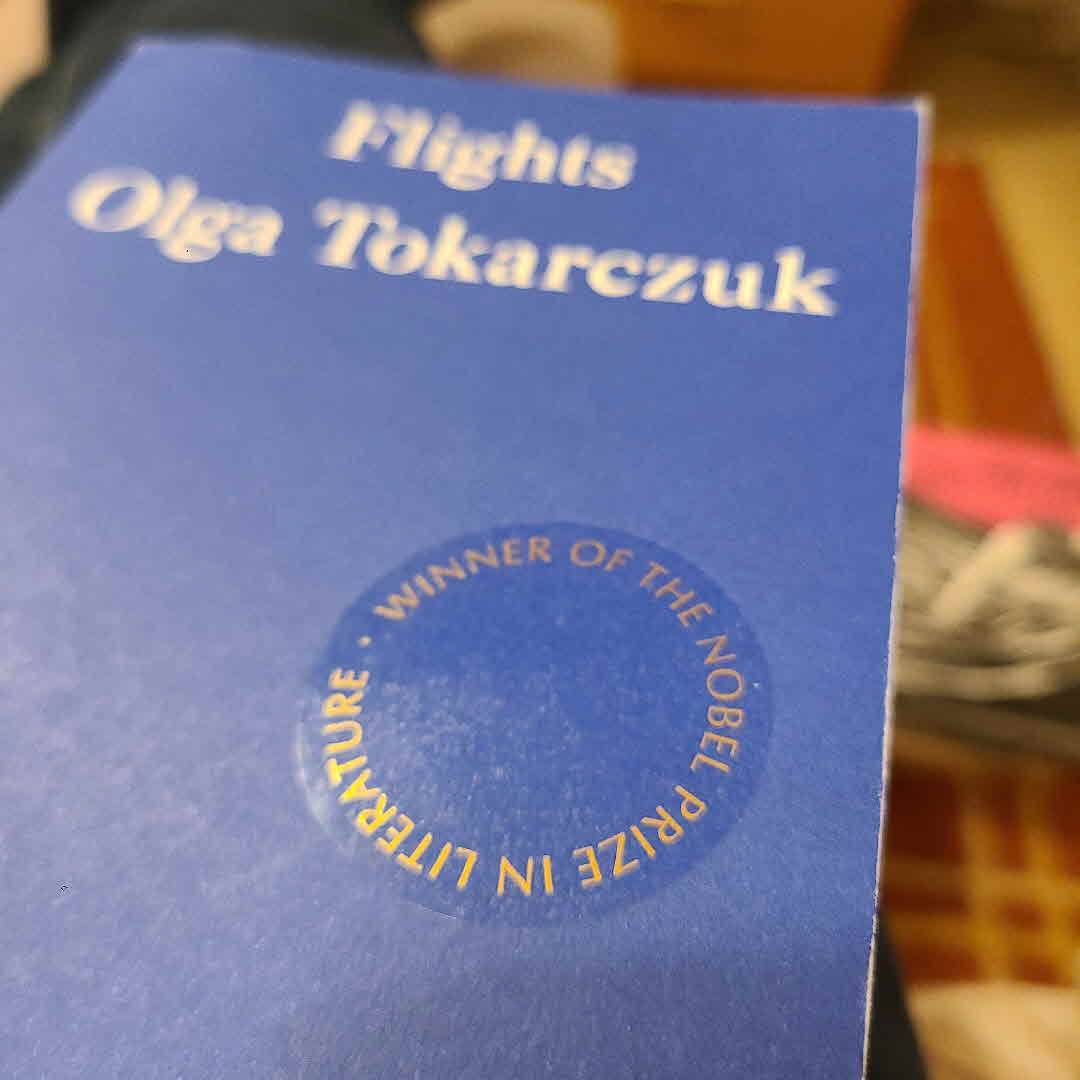 Flights
Olga Tokarczuk
WINNER OF THE NOBEL PRIZE IN LITERATURE ·